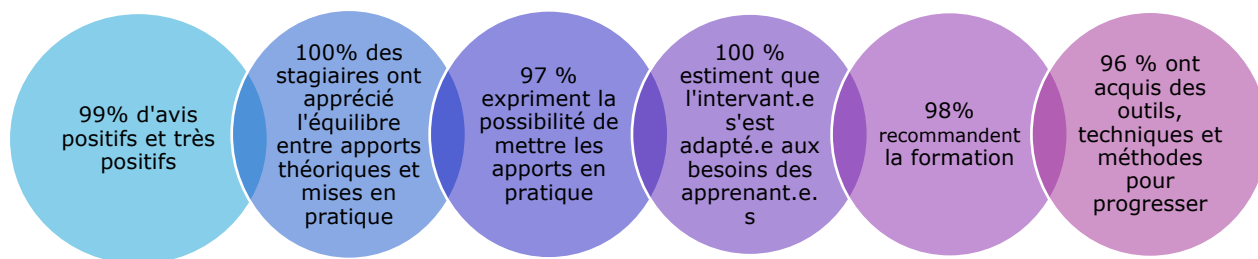 99% d'avis
positifs et très
positifs
100% des
stagiaires ont
apprécié
l'équilibre
entre apports
théoriques et
mises en
pratique
97 %
expriment la
possibilité de
mettre les
apports en
pratique
100 %
estiment que
l'intervant.e
s'est
adapté.e aux
besoins des
apprenant.e.
s
98%
recommandent
la formation
96 % ont
acquis des
outils,
techniques et
méthodes
pour
progresser